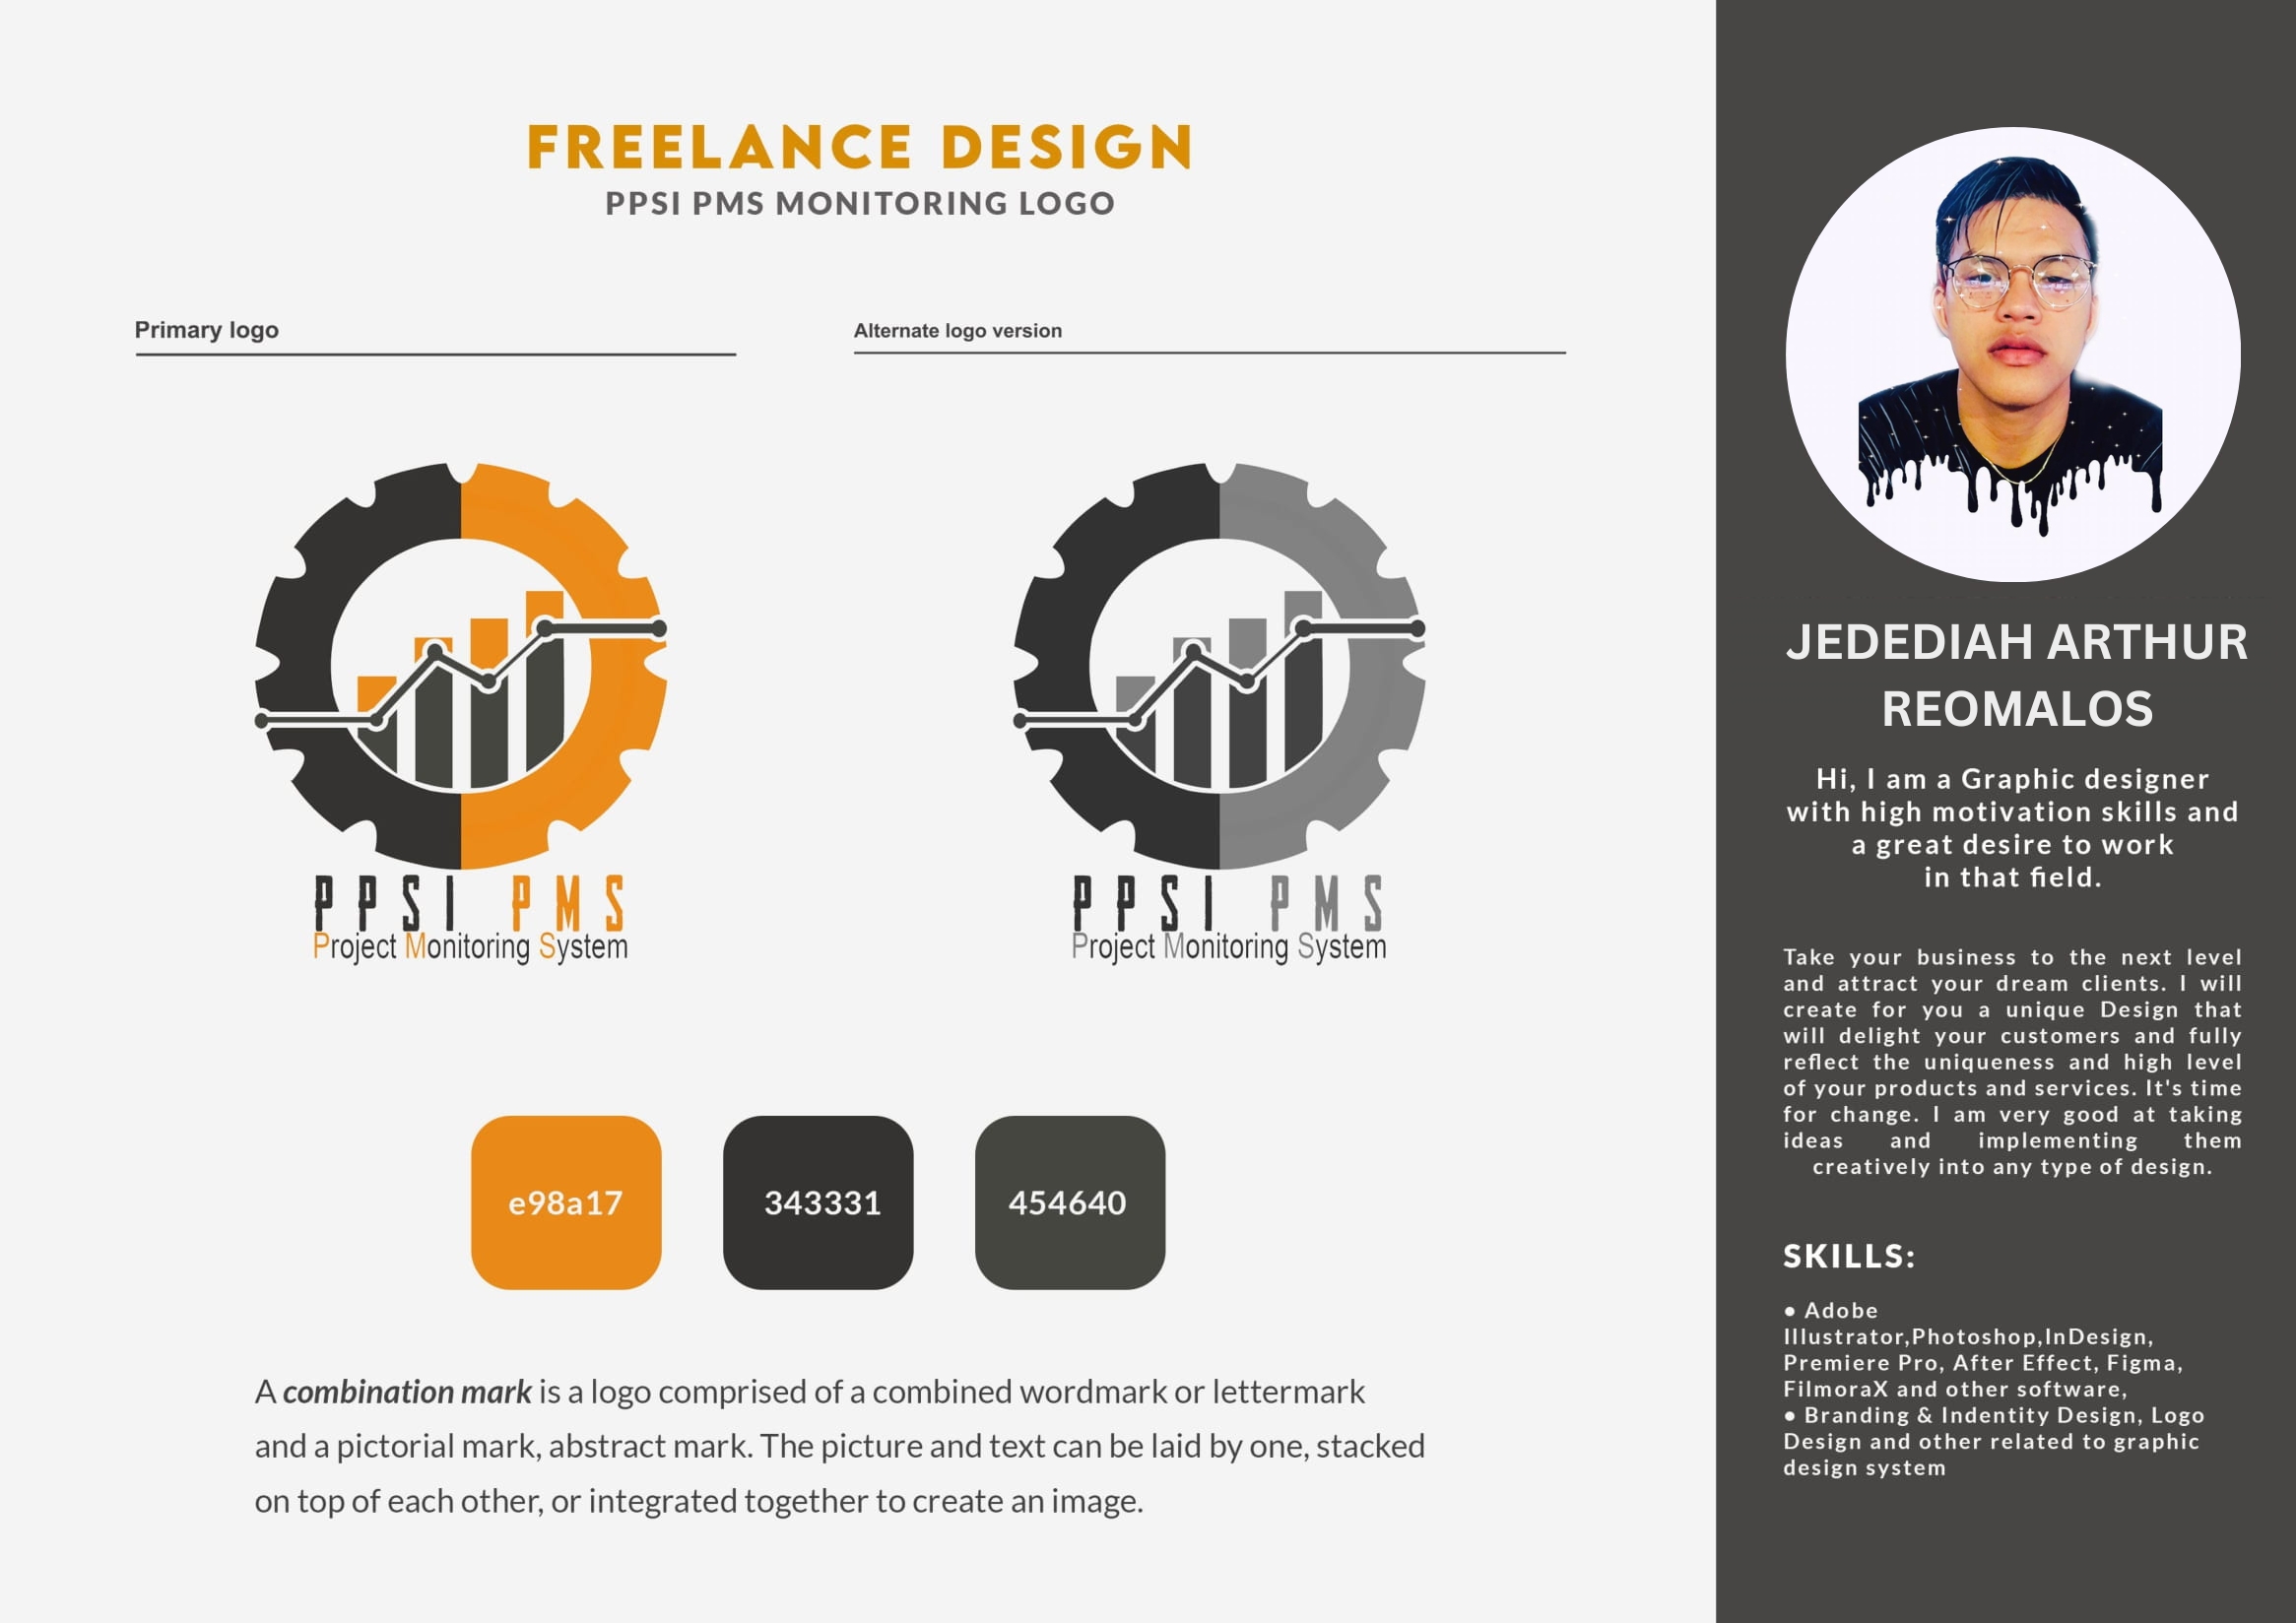 FREELANCE DESIGN
PPSI PMS MONITORING LOGO
Primary logo
Alternate logo version
PPSI PMS
Project Monitoring System
PPSI PMS
Project Monitoring System
e98a17
343331
454640
A combination mark is a logo comprised of a combined wordmark or lettermark
and a pictorial mark, abstract mark. The picture and text can be laid by one, stacked
on top of each other, or integrated together to create an image.
JEDEDIAH ARTHUR
REOMALOS
Hi, I am a Graphic designer
with high motivation skills and
a great desire to work
in that field.
Take your business to the next level
and attract your dream clients. I will
create for you a unique Design that
will delight your customers and fully
reflect the uniqueness and high level
of your products and services. It's time
for change. I am very good at taking
ideas and implementing them
creatively into any type of design.
SKILLS:
● Adobe
Illustrator,Photoshop,InDesign,
Premiere Pro, After Effect, Figma,
FilmoraX and other software,
● Branding & Indentity Design, Logo
Design and other related to graphic
design system